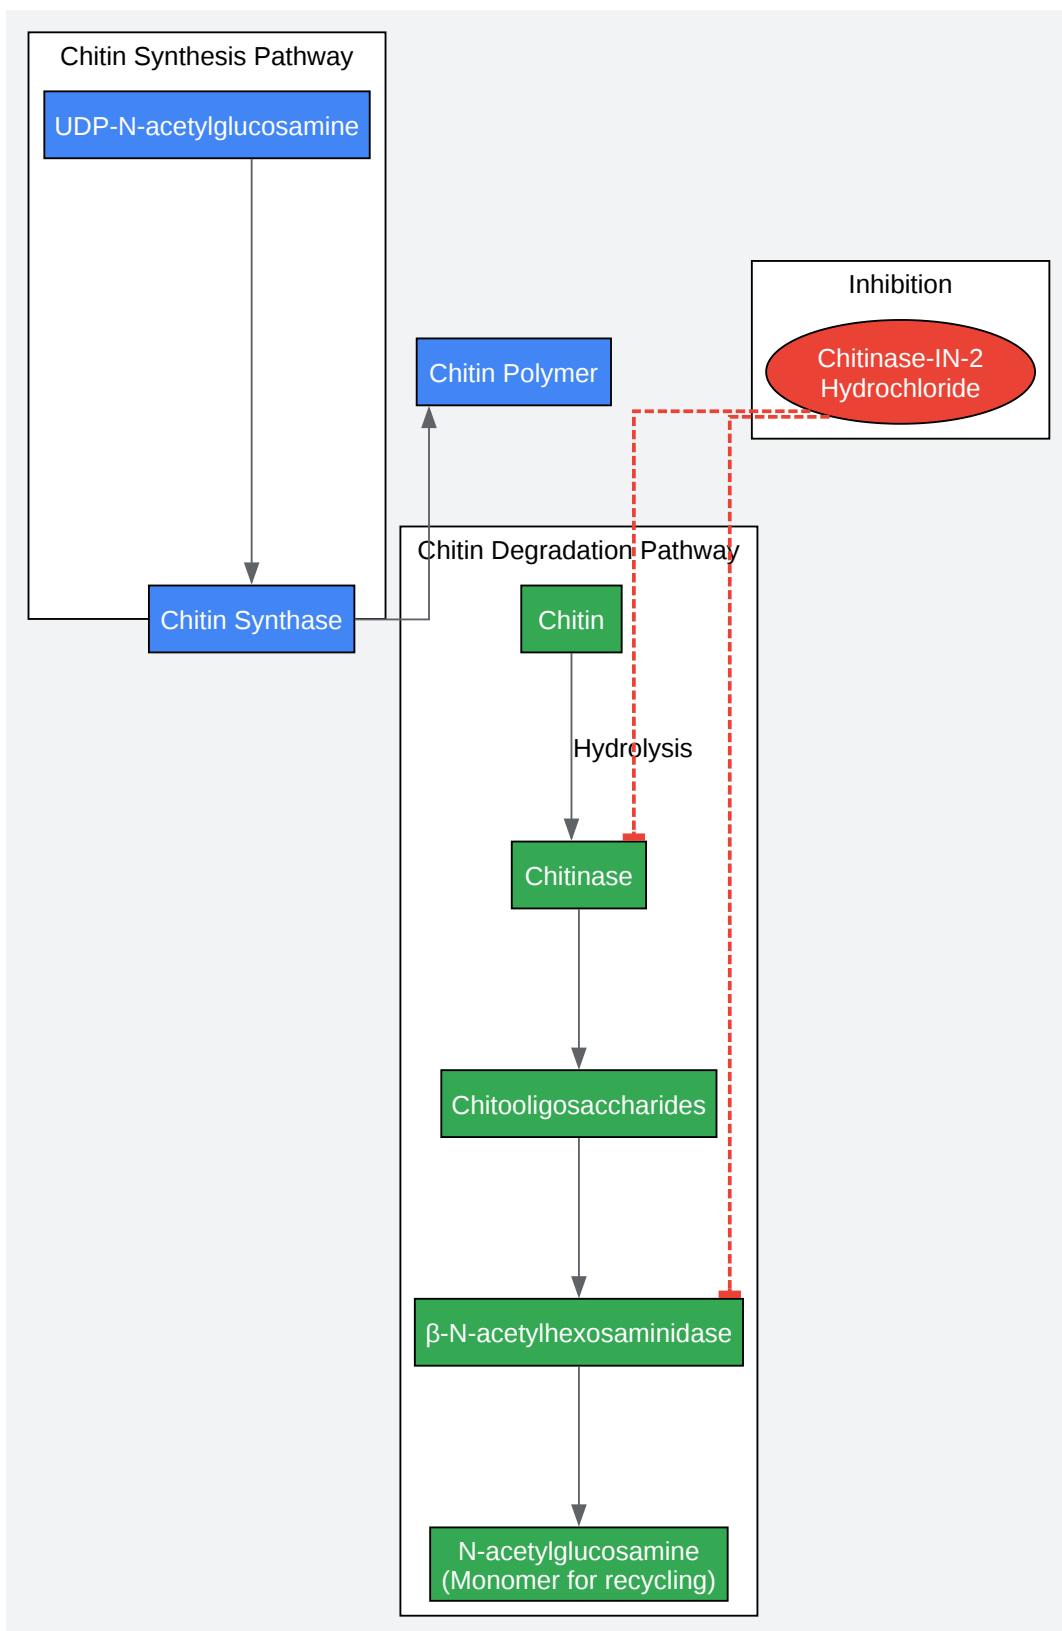 Chitin Synthesis Pathway
UDP-N-acetylglucosamine
Inhibition
Chitinase-IN-2
Hydrochloride
Chitin Polymer
Chitin Degradation Pathway
Chitin Synthase
Chitin
Hydrolysis
Chitinase
Chitooligosaccharides
β-N-acetylhexosaminidase
N-acetylglucosamine
(Monomer for recycling)